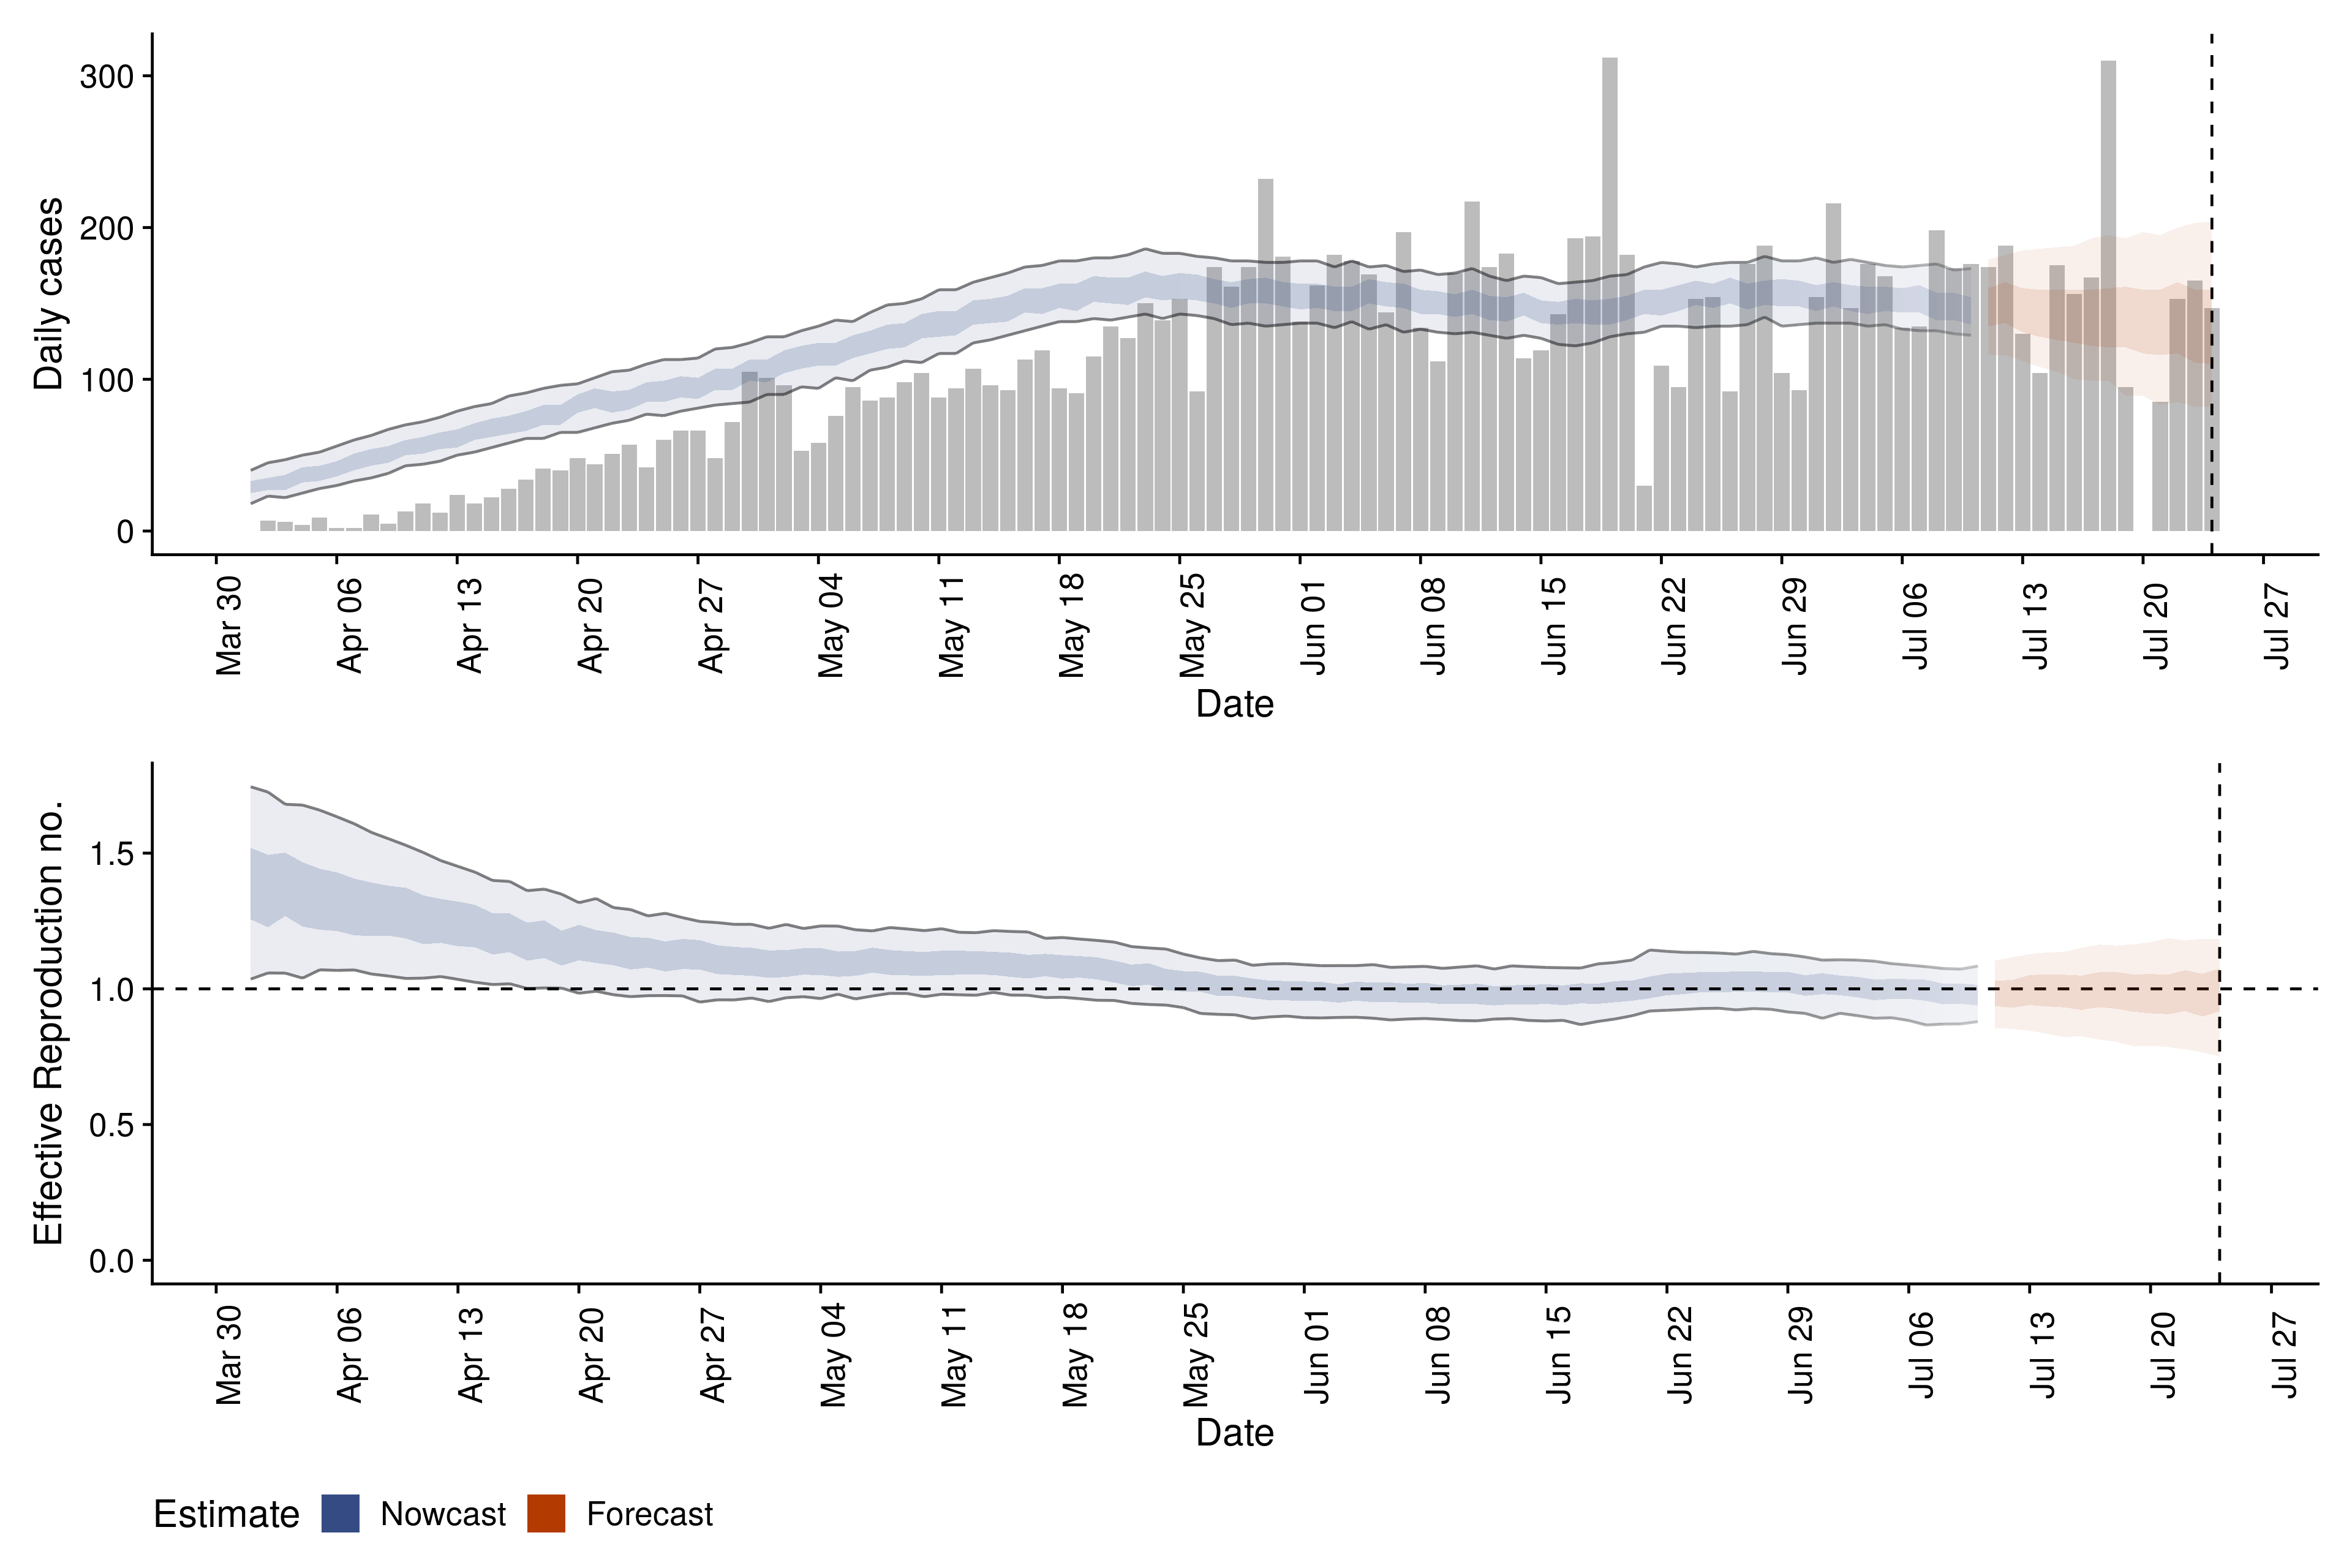 Daily cases
300
200
100
0
Mar 30 Apr 06 Apr 13 Apr 20 Apr 27 May 04 May 11 May 18 May 25 Jun 01 Jun 08 Jun 15 Jun 22 Jun 29 Jul 06 Jul 13 Jul 20 Jul 27
Date
Effective Reproduction no.
1.5
1.0
0.5
0.0
Mar 30 Apr 06 Apr 13 Apr 20 Apr 27 May 04 May 11 May 18 May 25 Jun 01 Jun 08 Jun 15 Jun 22 Jun 29 Jul 06 Jul 13 Jul 20 Jul 27
Date
Estimate Nowcast Forecast